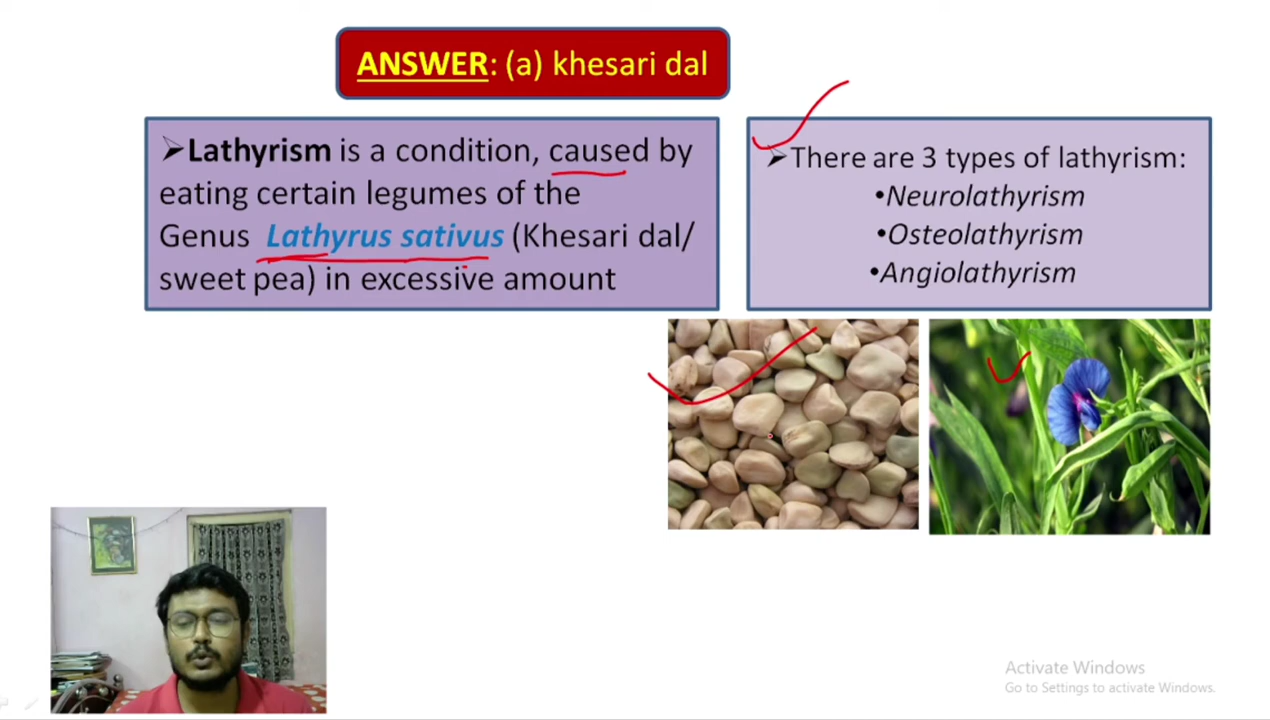 ANSWER: (a) khesari dal
➢Lathyrism is a condition, caused by
eating certain legumes of the
Genus Lathyrus sativus (Khesari dal/
sweet pea) in excessive amount
➢There are 3 types of lathyrism:
•Neurolathyrism
•Osteolathyrism
•Angiolathyrism
Activate Windows
Go to Settings to activate Windows.